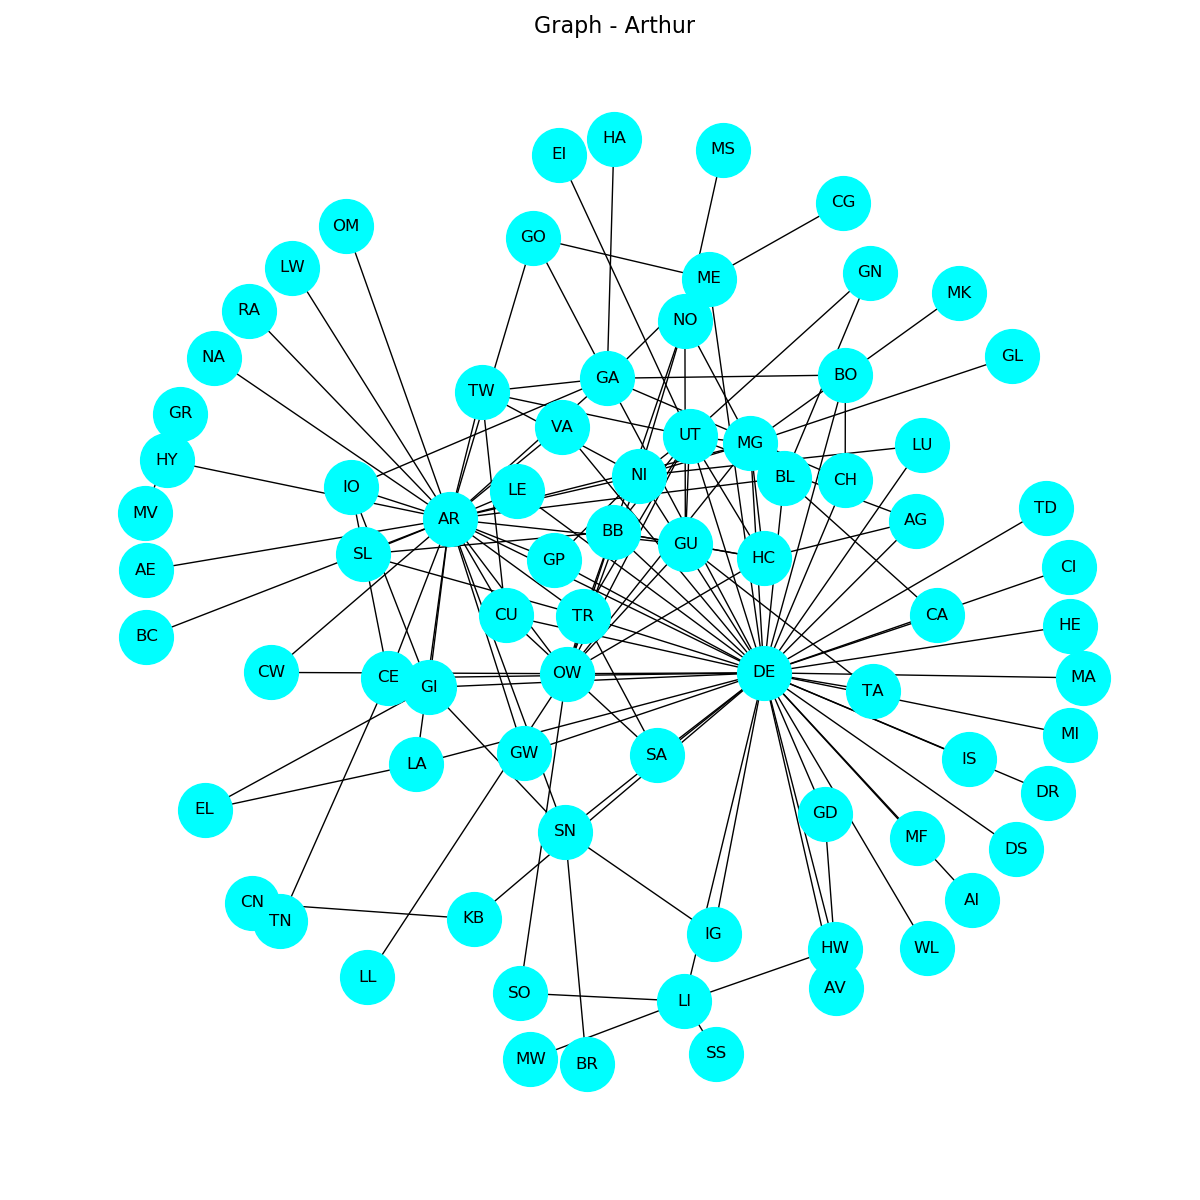 Graph - Arthur
HA
MS
EI
CG
OM
GO
LW
GN
ME
MK
RA
NO
GL
NA
BO
GA
TW
GR
VA
UT
MG
LU
HY
NI
BL
CH
IO
LE
TD
MV
AR
AG
BB
GU
SL
HC
GP
CI
AE
CU
TR
CA
HE
BC
CW
OW
DE
CE
MA
GI
TA
MI
GW
SA
IS
LA
DR
EL
GD
SN
MF
DS
CN
AI
KB
TN
IG
HW
WL
LL
AV
SO
LI
SS
MW
BR